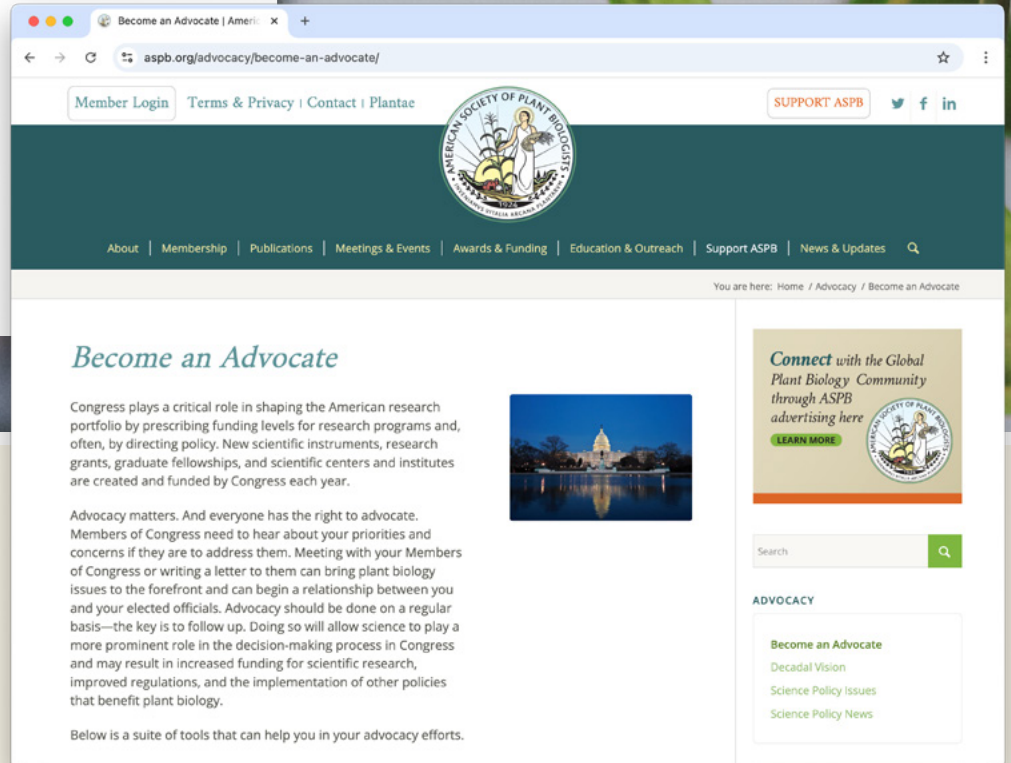 Become an Advocate | Americ
aspb.org/advocacy/become-an-advocate/
Member Login
Terms & Privacy | Contact | Plantae
SUPPORT ASPB
AMERICAN SOCIETY OF PLANT BIOLOGISTS
1924
About | Membership | Publications | Meetings & Events | Awards & Funding | Education & Outreach | Support ASPB | News & Updates
You are here: Home / Advocacy / Become an Advocate
Become an Advocate
Congress plays a critical role in shaping the American research
portfolio by prescribing funding levels for research programs and,
often, by directing policy. New scientific instruments, research
grants, graduate fellowships, and scientific centers and institutes
are created and funded by Congress each year.
Advocacy matters. And everyone has the right to advocate.
Members of Congress need to hear about your priorities and
concerns if they are to address them. Meeting with your Members
of Congress or writing a letter to them can bring plant biology
issues to the forefront and can begin a relationship between you
and your elected officials. Advocacy should be done on a regular
basis—the key is to follow up. Doing so will allow science to play a
more prominent role in the decision-making process in Congress
and may result in increased funding for scientific research,
improved regulations, and the implementation of other policies
that benefit plant biology.
Below is a suite of tools that can help you in your advocacy efforts.
Connect with the Global
Plant Biology Community
through ASPB
advertising here
LEARN MORE
AMERICAN SOCIETY OF PLANT BIOLOGISTS
Search
ADVOCACY
Become an Advocate
Decadal Vision
Science Policy Issues
Science Policy News